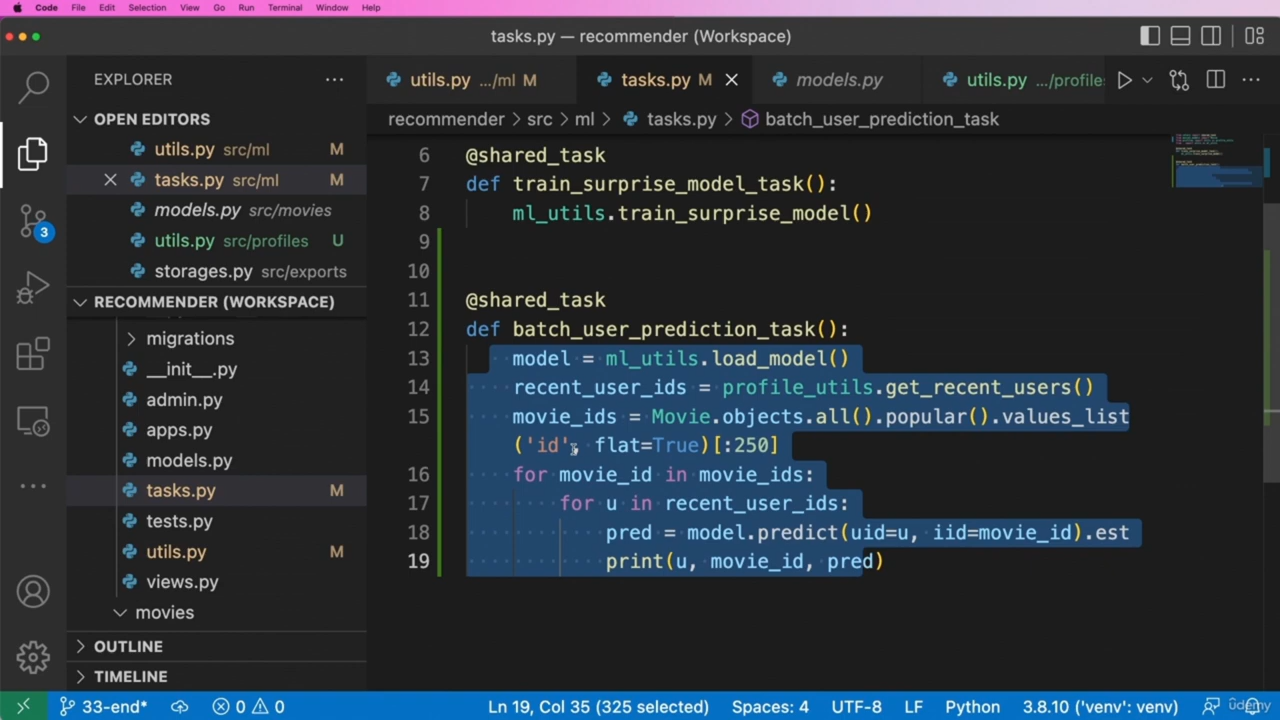 Code File Edit Selection View Go Run Terminal Window Help
tasks.py — recommender (Workspace)
EXPLORER
utils.py .../ml M
tasks.py M
models.py
utils.py .../profiles
OPEN EDITORS
utils.py src/ml M
tasks.py src/ml M
models.py src/movies
utils.py src/profiles U
storages.py src/exports
3
RECOMMENDER (WORKSPACE)
migrations
__init__.py
admin.py
apps.py
models.py
tasks.py M
tests.py
utils.py M
views.py
movies
OUTLINE
TIMELINE
recommender > src > ml > tasks.py > batch_user_prediction_task
6 @shared_task
7 def train_surprise_model_task():
8 ml_utils.train_surprise_model()
9
10
11 @shared_task
12 def batch_user_prediction_task():
13 model = ml_utils.load_model()
14 recent_user_ids = profile_utils.get_recent_users()
15 movie_ids = Movie.objects.all().popular().values_list
('id', flat=True)[:250]
16 for movie_id in movie_ids:
17 for u in recent_user_ids:
18 pred = model.predict(uid=u, iid=movie_id).est
19 print(u, movie_id, pred)
33-end* 0 0 Ln 19, Col 35 (325 selected) Spaces: 4 UTF-8 LF Python 3.8.10 ('venv': venv)
Udemy